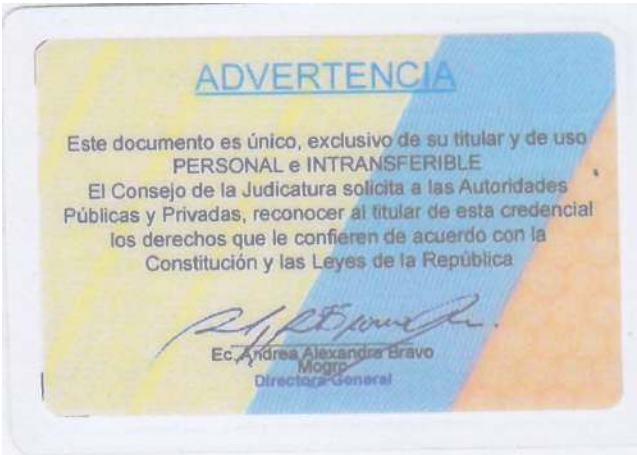 ADVERTENCIA
Este documento es único, exclusivo de su titular y de uso
PERSONAL e INTRANSFERIBLE
El Consejo de la Judicatura solicita a las Autoridades
Públicas y Privadas, reconocer al titular de esta credencial
los derechos que le confieren de acuerdo con la
Constitución y las Leyes de la República
Ec. Andrea Alexandra Bravo
Mogro
Directora General